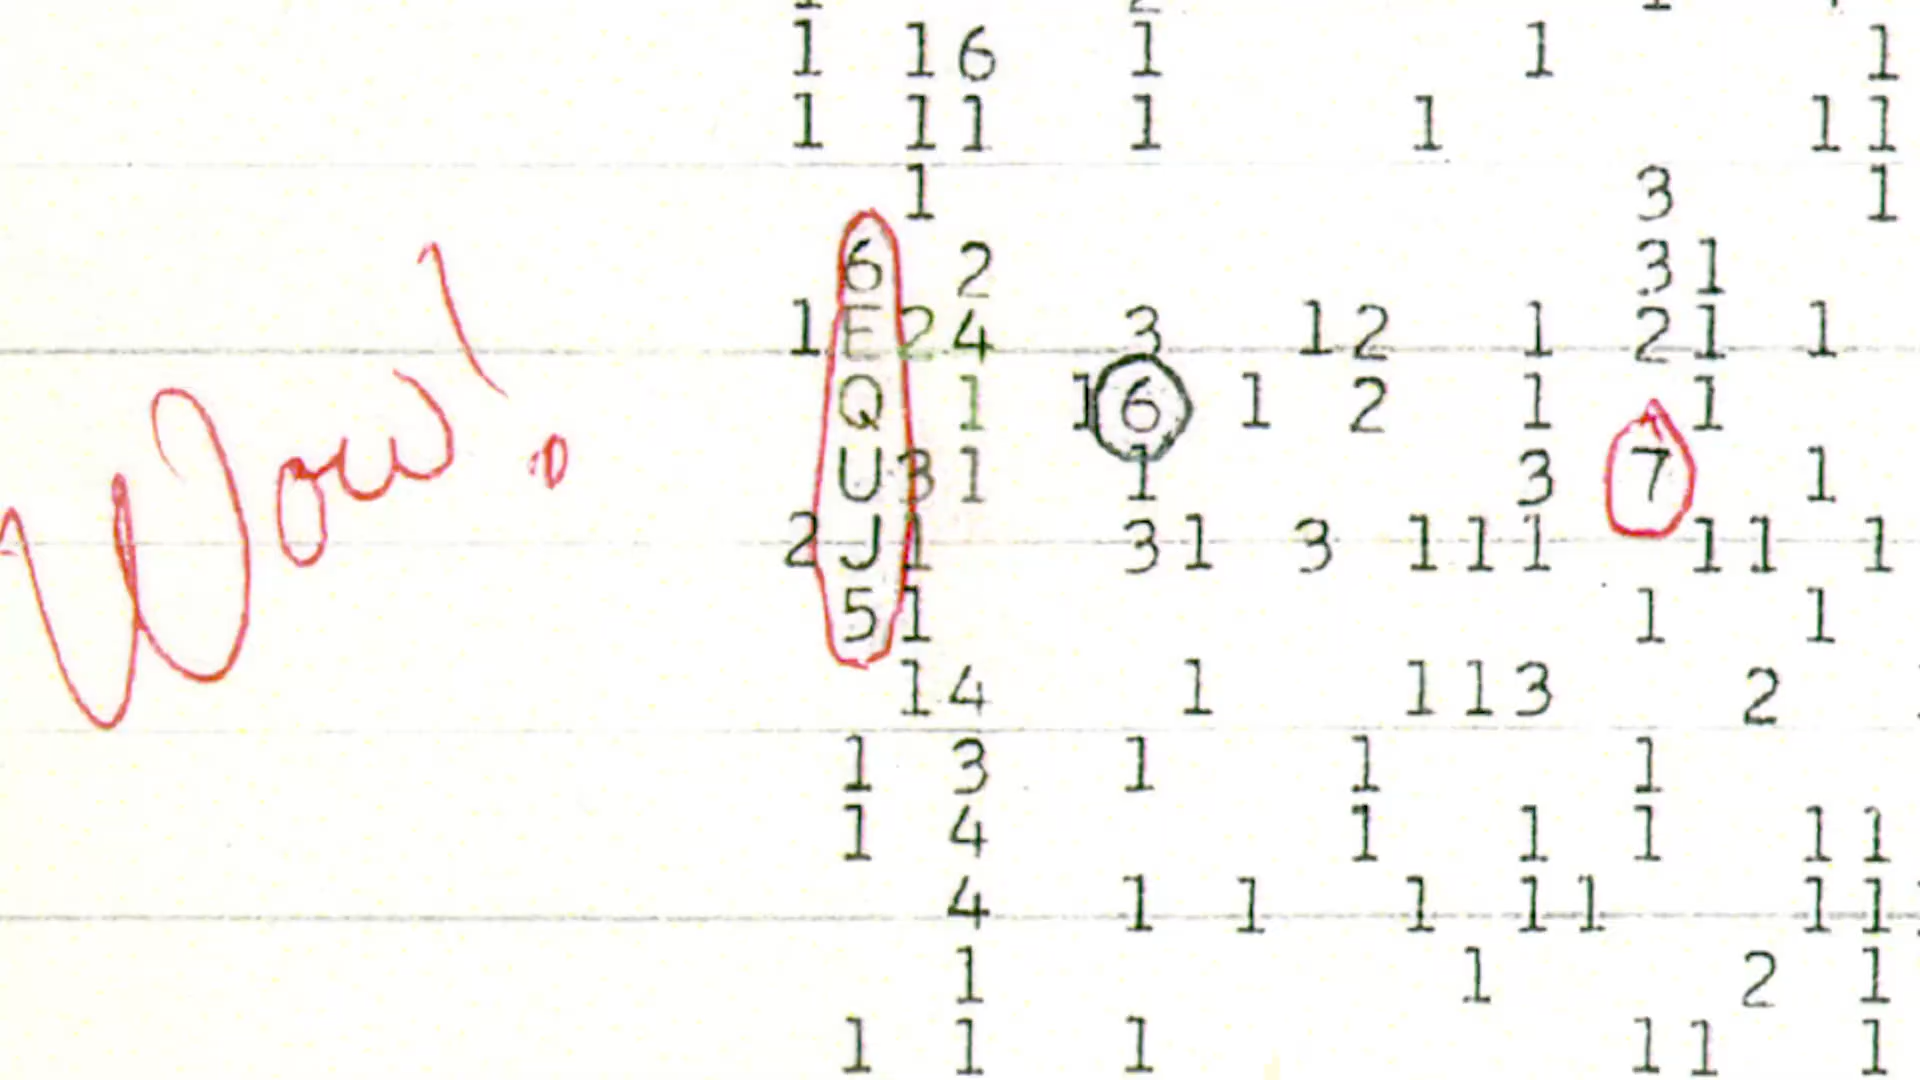 1 16 1 1 1
1 11 1 1 11
1 3 1
6 2 31
1E24 3 12 1 21 1
Q 1 16 1 2 1 1
U31 1 3 7 1
2J1 31 3 111 11 1
51 1 1
14 1 113 2
1 3 1 1 1
1 4 1 1 1 11
4 1 1 1 11 11
1 1 2 1
1 1 1 11 1
Wow!